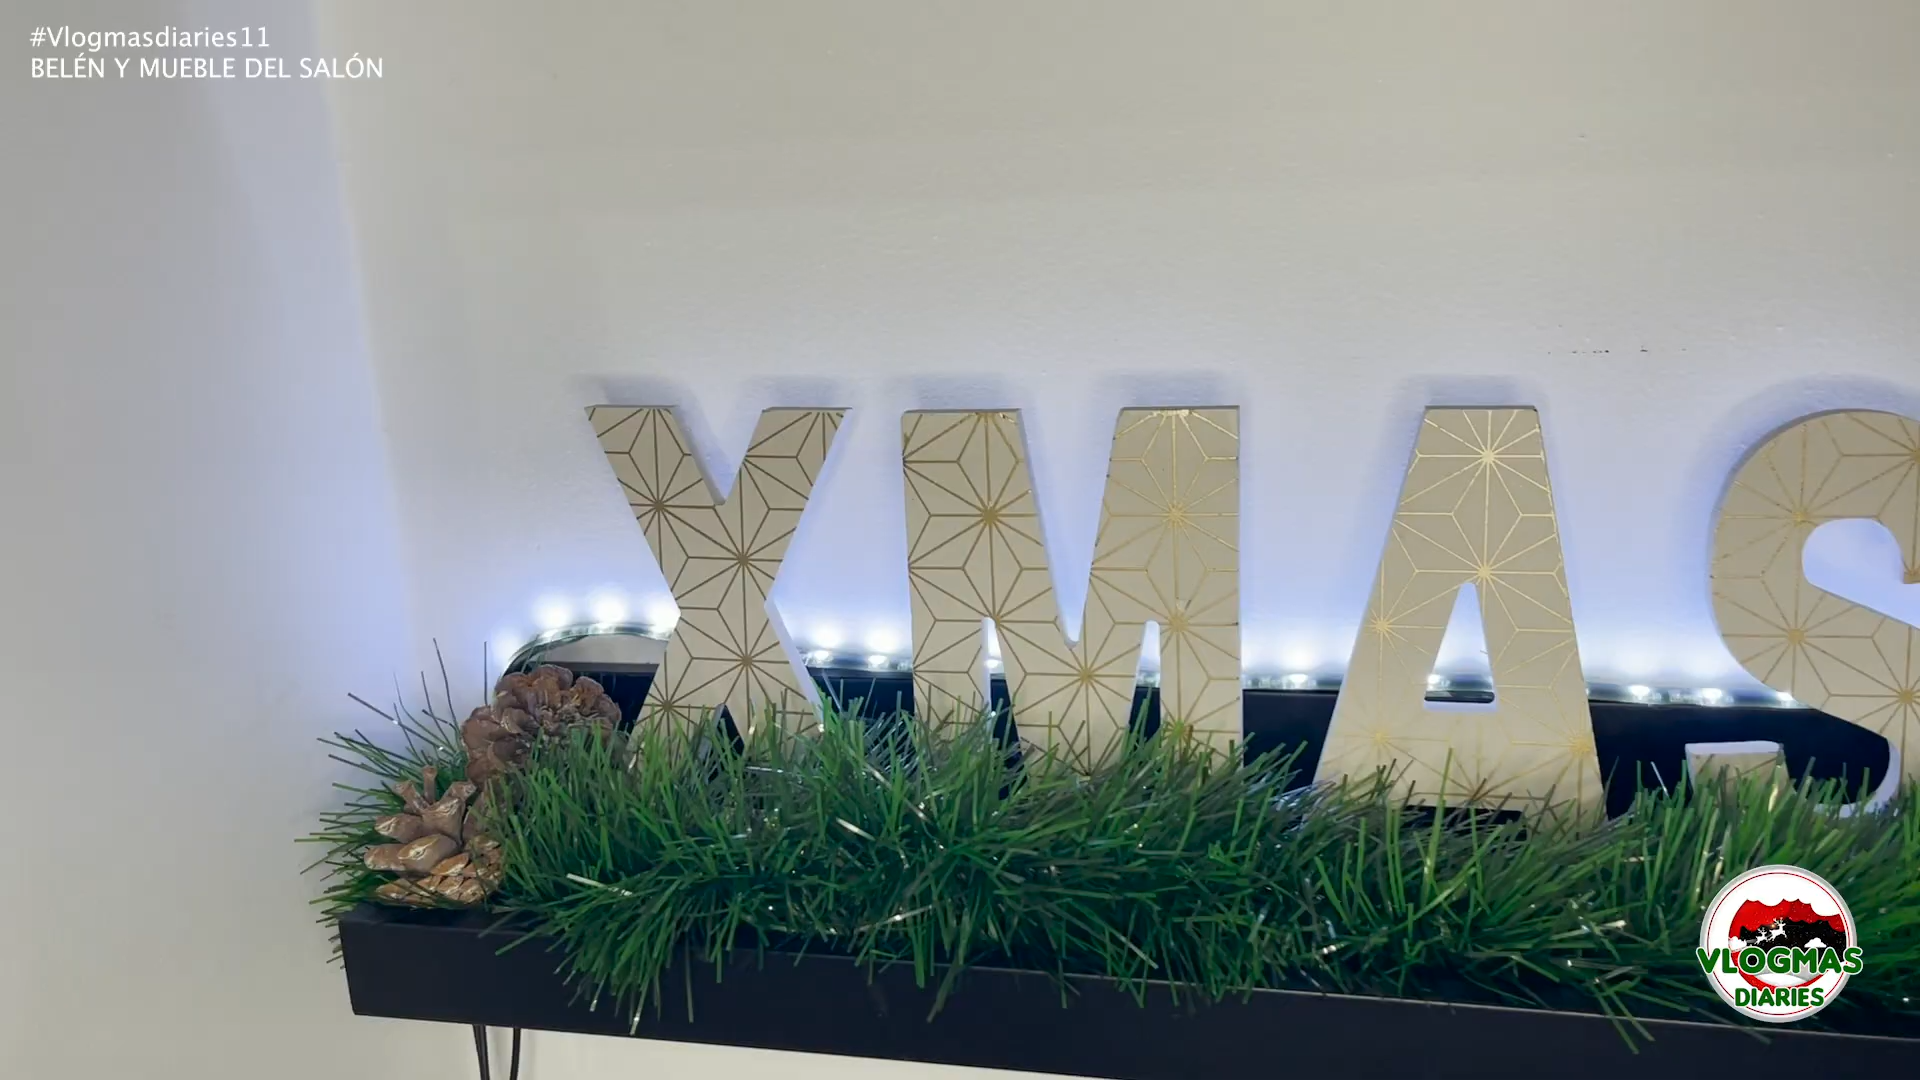 #Vlogmasdiaries11
BELÉN Y MUEBLE DEL SALÓN
XMAS
VLOGMAS
DIARIES